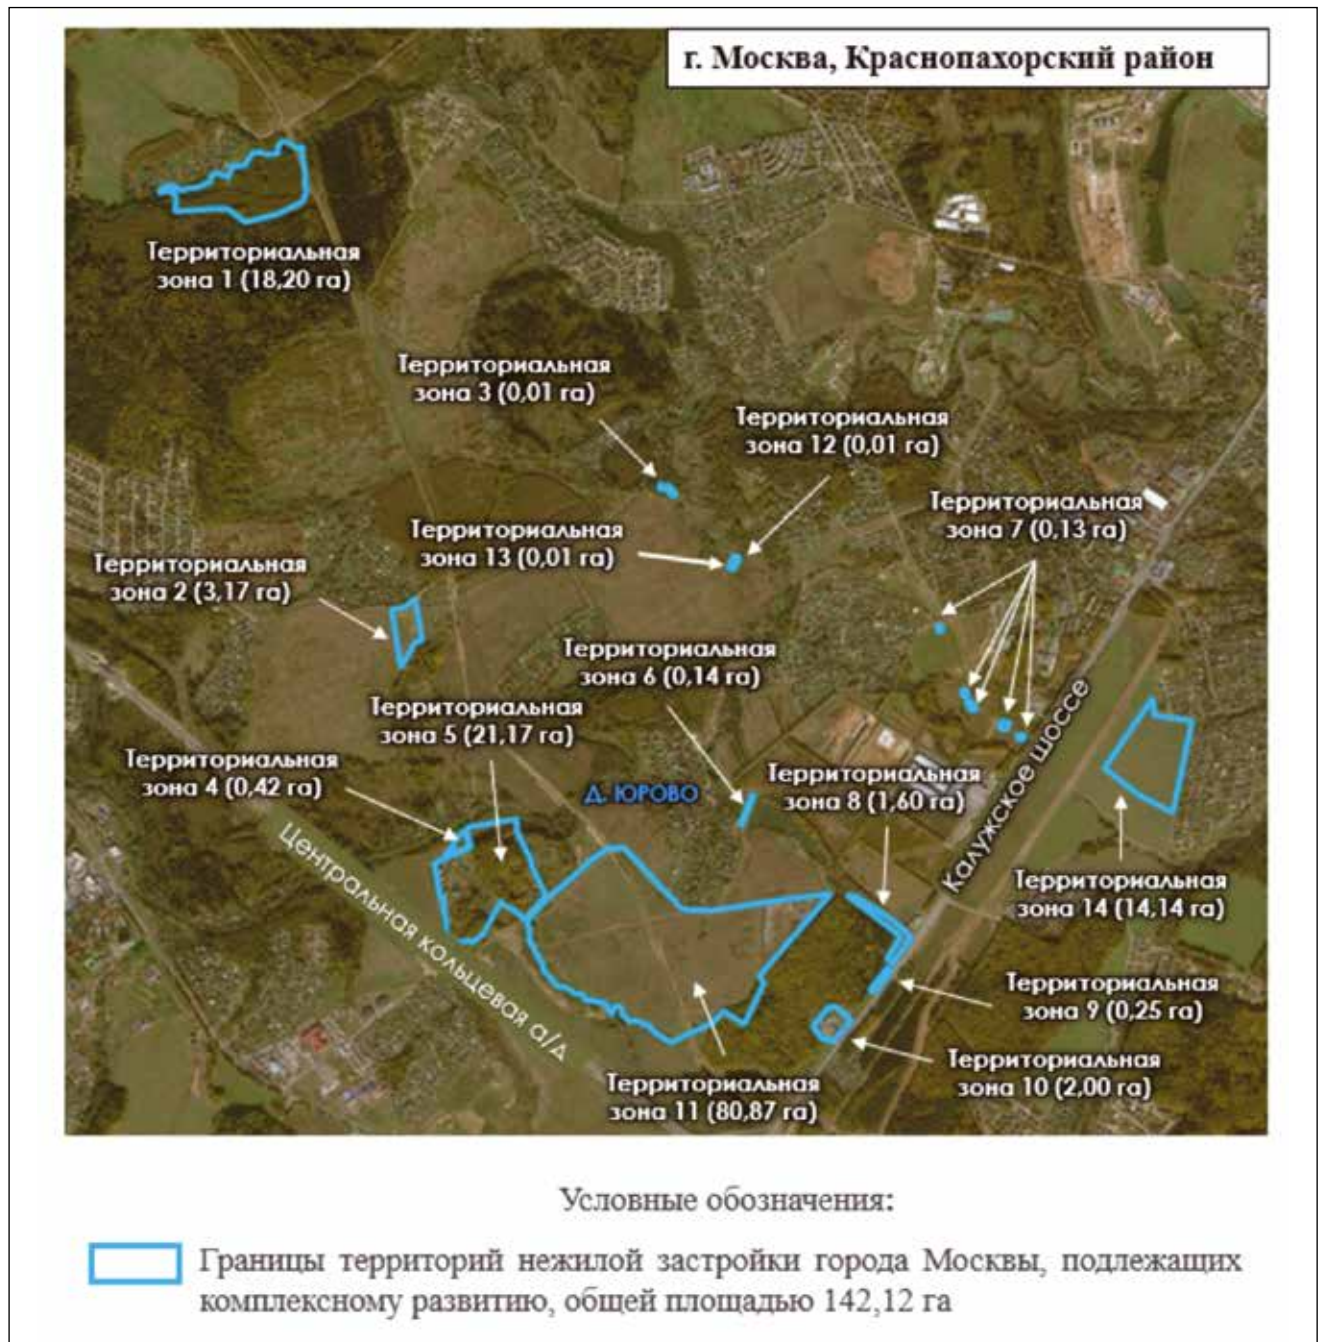 г. Москва, Краснопахорский район
Территориальная
зона 1 (18,20 га)
Территориальная
зона 3 (0,01 га)
Территориальная
зона 12 (0,01 га)
Территориальная
зона 7 (0,13 га)
Территориальная
зона 13 (0,01 га)
Территориальная
зона 2 (3,17 га)
Территориальная
зона 6 (0,14 га)
Территориальная
зона 5 (21,17 га)
Территориальная
зона 4 (0,42 га)
Д. ЮРОВО
Территориальная
зона 8 (1,60 га)
Калужское шоссе
Центральная кольцевая а/д
Территориальная
зона 14 (14,14 га)
Территориальная
зона 9 (0,25 га)
Территориальная
зона 10 (2,00 га)
Территориальная
зона 11 (80,87 га)
Условные обозначения:
Границы территорий нежилой застройки города Москвы, подлежащих
комплексному развитию, общей площадью 142,12 га